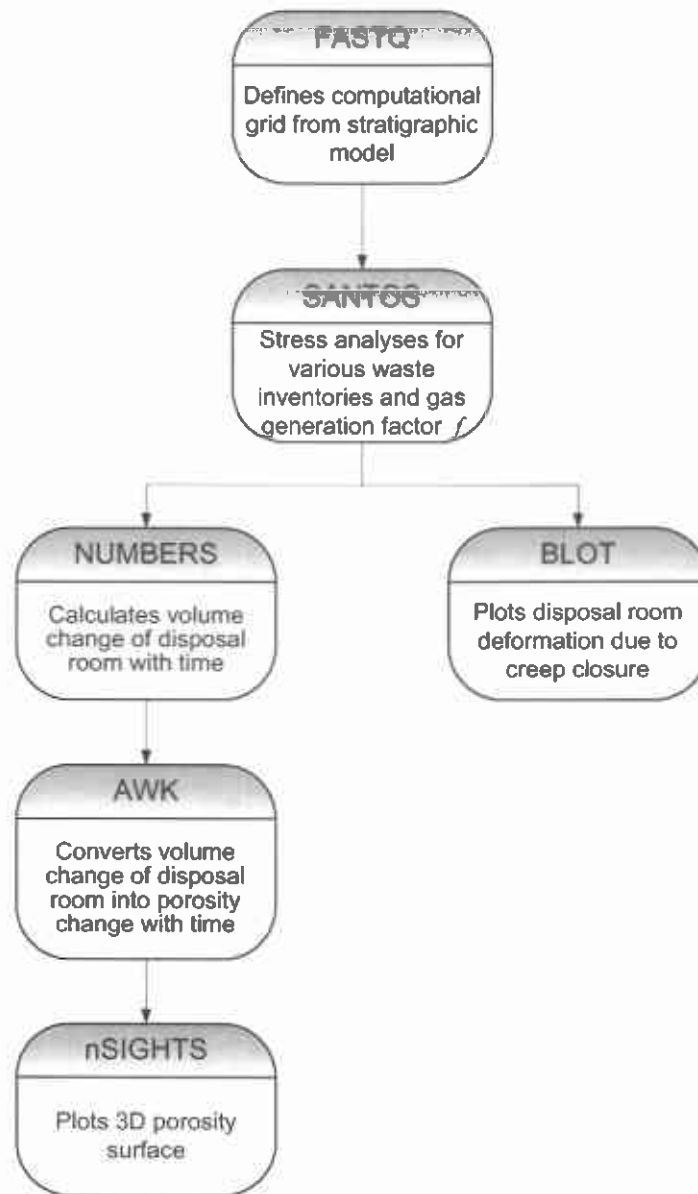 FASTQ
Defines computational
grid from stratigraphic
model
SANTOS
Stress analyses for
various waste
inventories and gas
generation factor f
NUMBERS
Calculates volume
change of disposal
room with time
BLOT
Plots disposal room
deformation due to
creep closure
AWK
Converts volume
change of disposal
room into porosity
change with time
nSIGHTS
Plots 3D porosity
surface